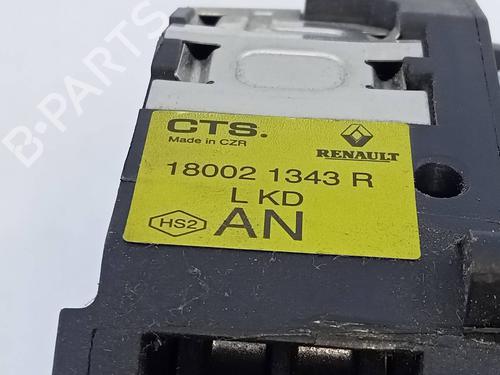 CTS.
Made in CZR
RENAULT
18002 1343 R
L KD
HS2
AN
B-PARTS